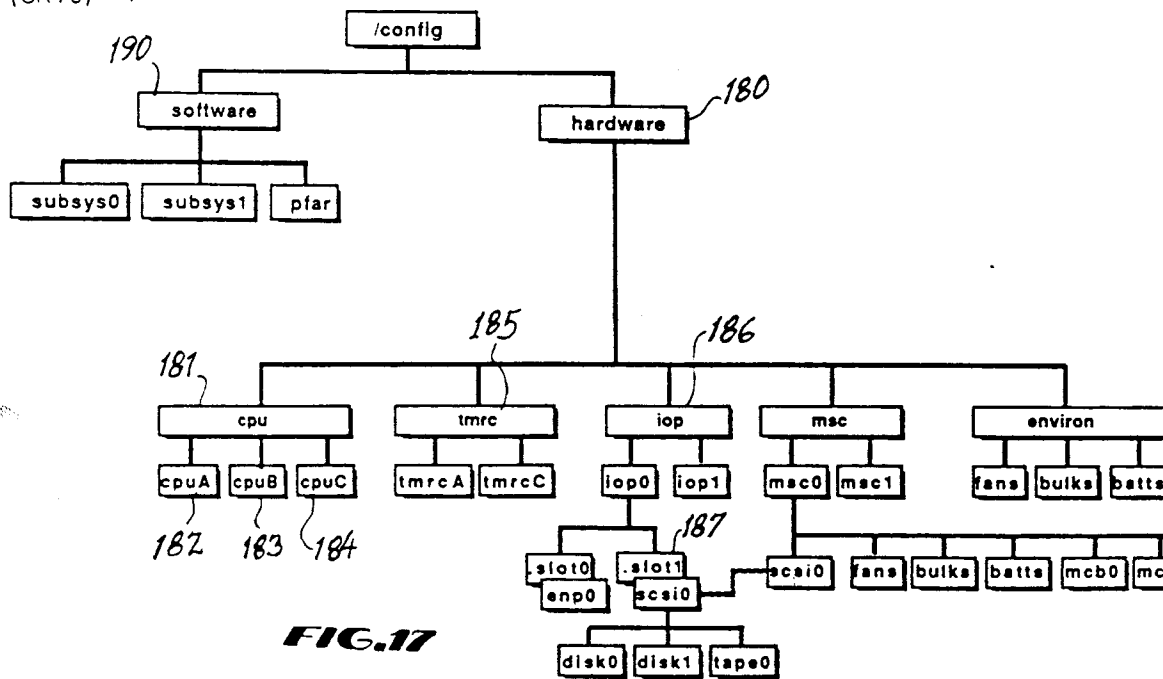 /config
190
software
180
hardware
subsys0 subsys1 pfar
185 186
181
cpu tmrc iop msc environ
cpuA cpuB cpuC tmrcA tmrcC iop0 iop1 msc0 msc1 fans bulks batts
182 183 184 187
.slot0 .slot1 scsi0 fans bulks batts mcb0
enp0 scsi0
FIG.17
disk0 disk1 tape0